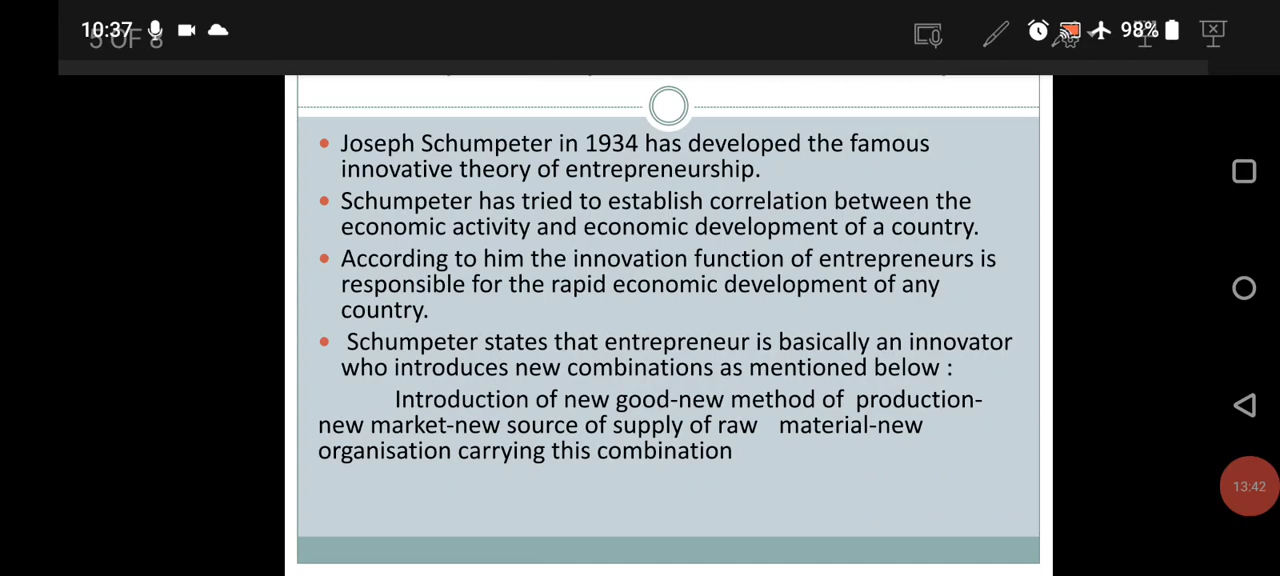 10:37
98%
5 OF 8
• Joseph Schumpeter in 1934 has developed the famous
innovative theory of entrepreneurship.
• Schumpeter has tried to establish correlation between the
economic activity and economic development of a country.
• According to him the innovation function of entrepreneurs is
responsible for the rapid economic development of any
country.
• Schumpeter states that entrepreneur is basically an innovator
who introduces new combinations as mentioned below :
Introduction of new good-new method of production-
new market-new source of supply of raw material-new
organisation carrying this combination
13:42